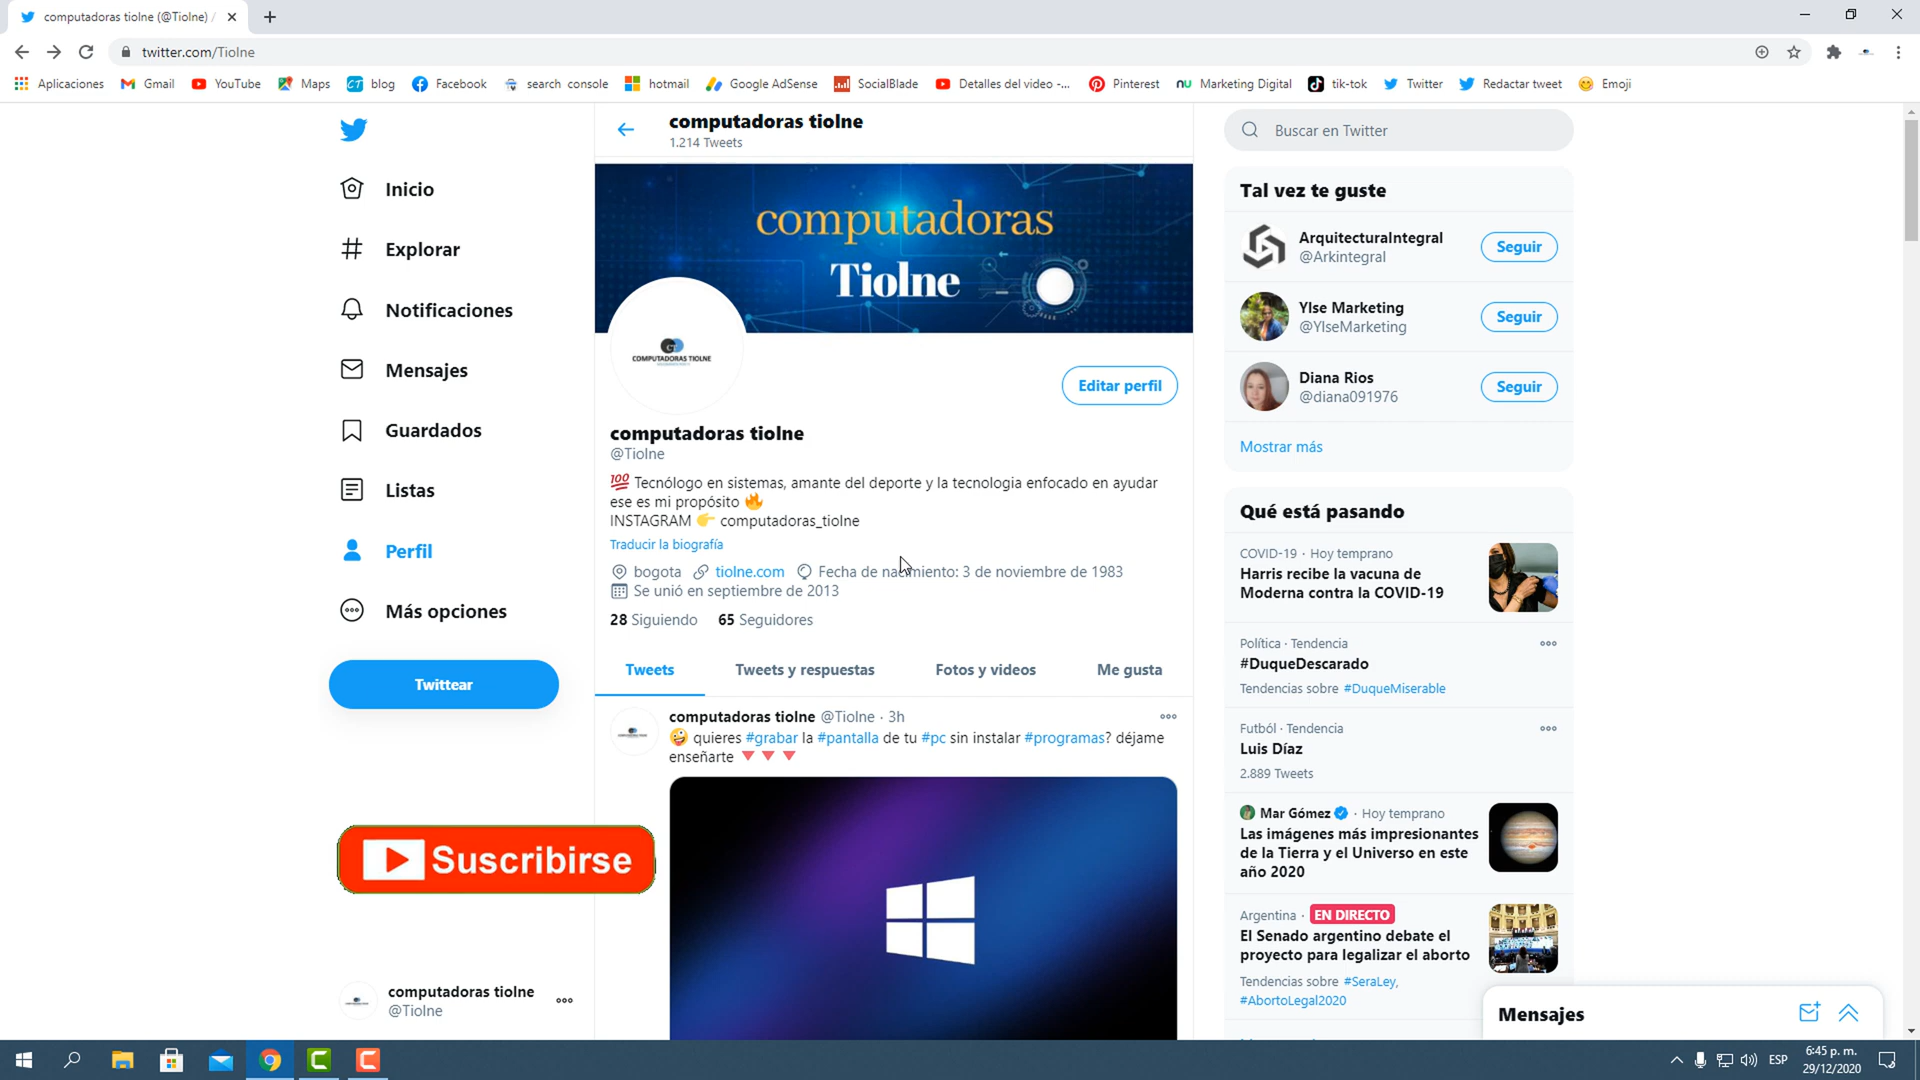 computadoras tiolne (@Tiolne) /
twitter.com/Tiolne
Aplicaciones
Gmail
YouTube
Maps
blog
Facebook
search console
hotmail
Google AdSense
SocialBlade
Detalles del video -...
Pinterest
Marketing Digital
tik-tok
Twitter
Redactar tweet
Emoji
Inicio
Explorar
Notificaciones
Mensajes
Guardados
Listas
Perfil
Más opciones
Twittear
Suscribirse
computadoras tiolne
@Tiolne
computadoras tiolne
1.214 Tweets
computadoras
Tiolne
COMPUTADORAS TIOLNE
Editar perfil
computadoras tiolne
@Tiolne
💯 Tecnólogo en sistemas, amante del deporte y la tecnologia enfocado en ayudar
ese es mi propósito 🔥
INSTAGRAM 👉 computadoras_tiolne
Traducir la biografía
bogota tiolne.com Fecha de nacimiento: 3 de noviembre de 1983
Se unió en septiembre de 2013
28 Siguiendo 65 Seguidores
Tweets
Tweets y respuestas
Fotos y videos
Me gusta
computadoras tiolne @Tiolne · 3h
🤪 quieres #grabar la #pantalla de tu #pc sin instalar #programas? déjame
enseñarte 🔻🔻🔻
Buscar en Twitter
Tal vez te guste
ArquitecturaIntegral
@Arkintegral
Seguir
Ylse Marketing
@YlseMarketing
Seguir
Diana Rios
@diana091976
Seguir
Mostrar más
Qué está pasando
COVID-19 · Hoy temprano
Harris recibe la vacuna de
Moderna contra la COVID-19
Política · Tendencia
#DuqueDescarado
Tendencias sobre #DuqueMiserable
Futból · Tendencia
Luis Díaz
2.889 Tweets
Mar Gómez · Hoy temprano
Las imágenes más impresionantes
de la Tierra y el Universo en este
año 2020
Argentina · EN DIRECTO
El Senado argentino debate el
proyecto para legalizar el aborto
Tendencias sobre #SeraLey,
#AbortoLegal2020
Mensajes
ESP
6:45 p. m.
29/12/2020